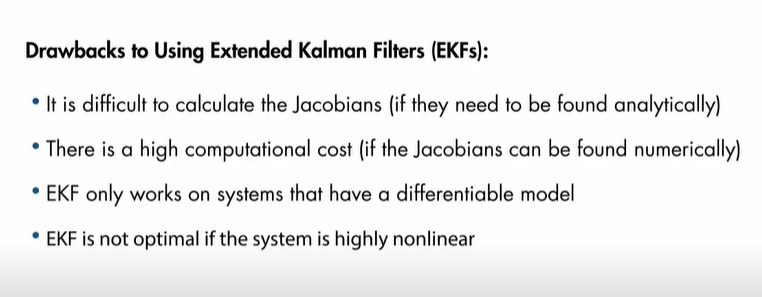 Drawbacks to Using Extended Kalman Filters (EKFs):
• It is difficult to calculate the Jacobians (if they need to be found analytically)
• There is a high computational cost (if the Jacobians can be found numerically)
• EKF only works on systems that have a differentiable model
• EKF is not optimal if the system is highly nonlinear